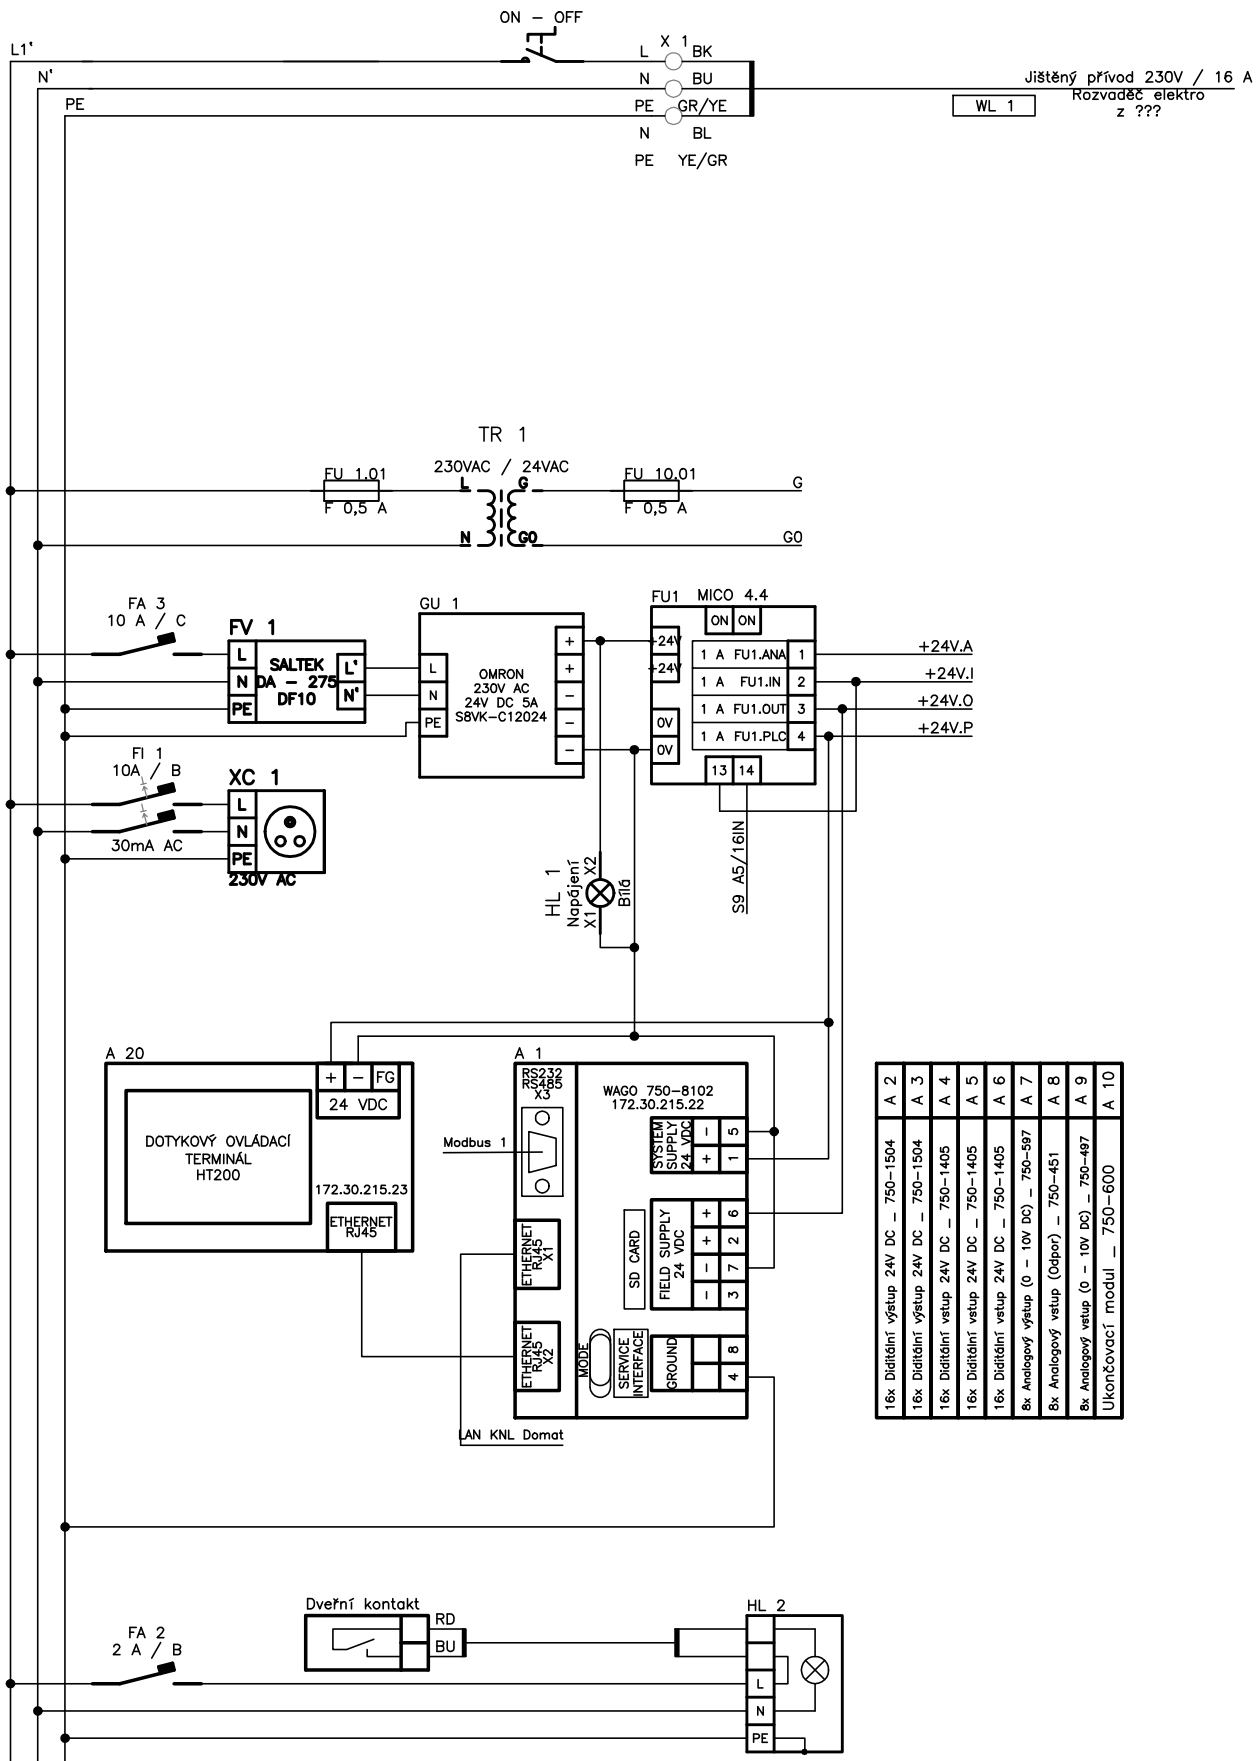 ON - OFF
L1'
L X 1 BK
N'
N BU
Jištěný přívod 230V / 16 A
PE
PE GR/YE
WL 1
Rozvaděč elektro
z ???
N BL
PE YE/GR
TR 1
230VAC / 24VAC
FU 1.01
F 0,5 A
L G
N G0
FU 10.01
F 0,5 A
G
G0
FA 3
10 A / C
FV 1
L
N
PE
SALTEK
DA - 275
DF10
L'
N'
GU 1
L
N
PE
OMRON
230V AC
24V DC 5A
S8VK-C12024
+
+
-
-
-
FU1 MICO 4.4
ON ON
+24V
+24V
0V
0V
1 A FU1.ANA 1
1 A FU1.IN 2
1 A FU1.OUT 3
1 A FU1.PLC 4
13 14
+24V.A
+24V.I
+24V.O
+24V.P
S9 A5/16IN
FI 1
10A / B
30mA AC
XC 1
L
N
PE
230V AC
HL 1
Napájení
X1 X2
Bílá
A 20
+ - FG
24 VDC
DOTYKOVÝ OVLÁDACÍ
TERMINÁL
HT200
172.30.215.23
ETHERNET
RJ45
A 1
RS232
RS485
X3
Modbus 1
WAGO 750-8102
172.30.215.22
SYSTEM
SUPPLY
24 VDC
- 5
+ 1
ETHERNET
RJ45
X1
SD CARD
FIELD SUPPLY
24 VDC
+ 6
+ 2
- 7
- 3
ETHERNET
RJ45
X2
MODE
SERVICE
INTERFACE
GROUND
8
4
LAN KNL Domat
16x Diditální výstup 24V DC _ 750-1504 A 2
16x Diditální výstup 24V DC _ 750-1504 A 3
16x Diditální vstup 24V DC _ 750-1405 A 4
16x Diditální vstup 24V DC _ 750-1405 A 5
16x Diditální vstup 24V DC _ 750-1405 A 6
8x Analogový výstup (0 - 10V DC) _ 750-597 A 7
8x Analogový vstup (Odpor) _ 750-451 A 8
8x Analogový vstup (0 - 10V DC) _ 750-497 A 9
Ukončovací modul _ 750-600 A 10
Dveřní kontakt
RD
BU
FA 2
2 A / B
HL 2
L
N
PE